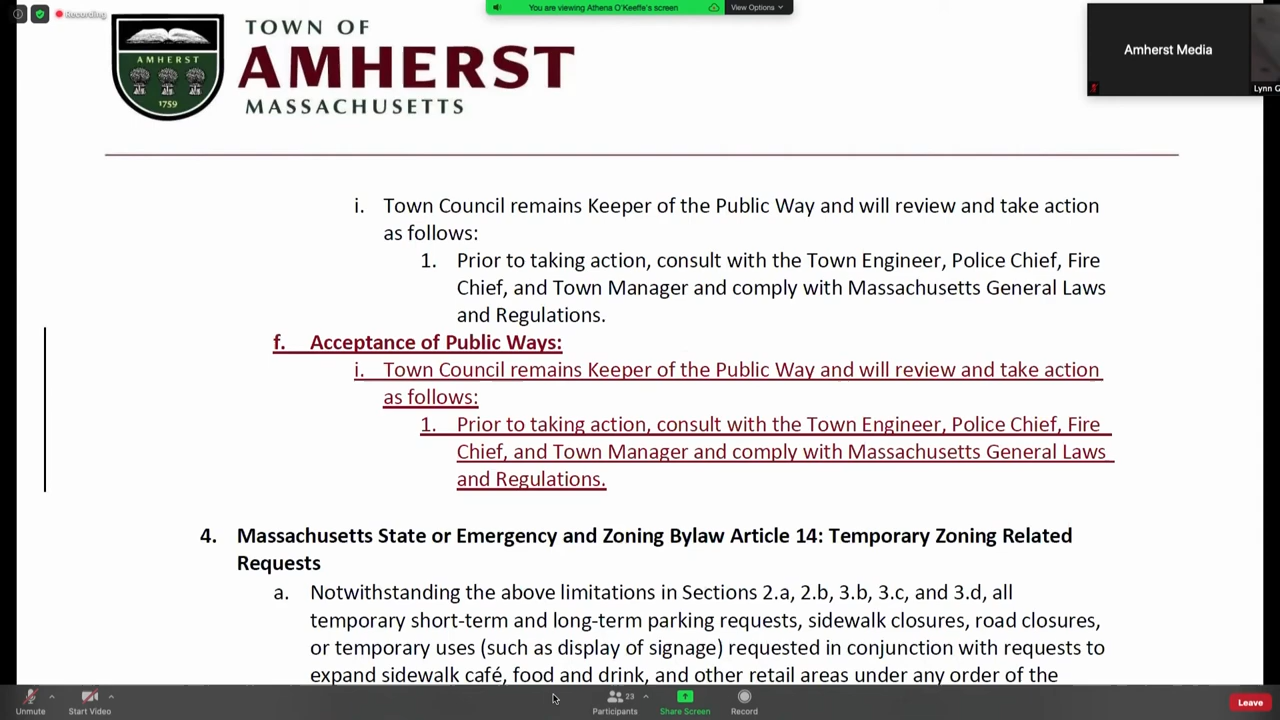 Recording
You are viewing Athena O'Keeffe's screen
View Options
TOWN OF
AMHERST
MASSACHUSETTS
AMHERST
1759
Amherst Media
Lynn G
i. Town Council remains Keeper of the Public Way and will review and take action
as follows:
1. Prior to taking action, consult with the Town Engineer, Police Chief, Fire
Chief, and Town Manager and comply with Massachusetts General Laws
and Regulations.
f. Acceptance of Public Ways:
i. Town Council remains Keeper of the Public Way and will review and take action
as follows:
1. Prior to taking action, consult with the Town Engineer, Police Chief, Fire
Chief, and Town Manager and comply with Massachusetts General Laws
and Regulations.
4. Massachusetts State or Emergency and Zoning Bylaw Article 14: Temporary Zoning Related
Requests
a. Notwithstanding the above limitations in Sections 2.a, 2.b, 3.b, 3.c, and 3.d, all
temporary short-term and long-term parking requests, sidewalk closures, road closures,
or temporary uses (such as display of signage) requested in conjunction with requests to
expand sidewalk café, food and drink, and other retail areas under any order of the
Unmute
Start Video
23
Participants
Share Screen
Record
Leave